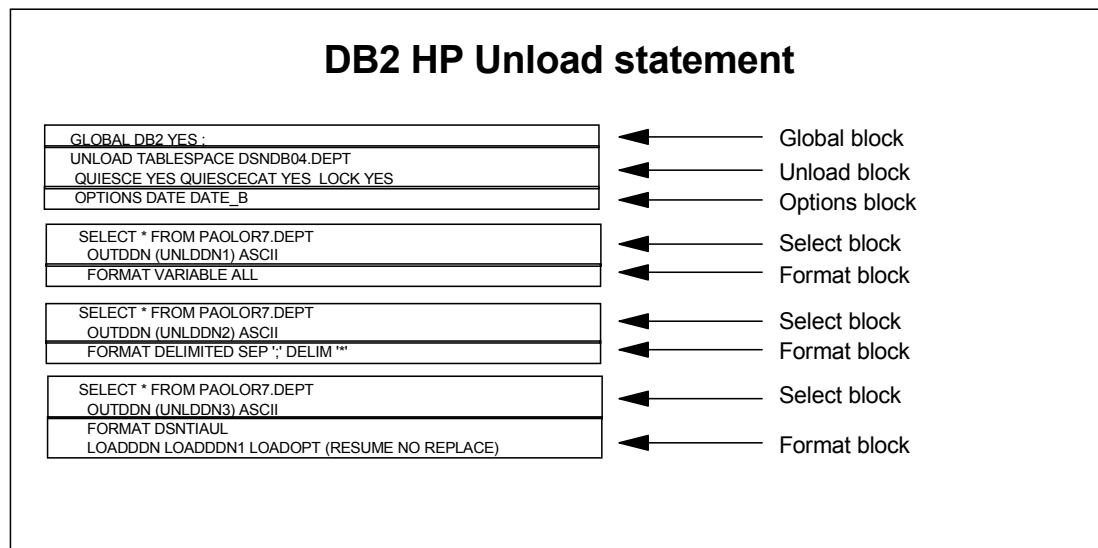 DB2 HP Unload statement
GLOBAL DB2 YES :
Global block
UNLOAD TABLESPACE DSNDB04.DEPT
QUIESCE YES QUIESCECAT YES LOCK YES
Unload block
OPTIONS DATE DATE_B
Options block
SELECT * FROM PAOLOR7.DEPT
OUTDDN (UNLDDN1) ASCII
Select block
FORMAT VARIABLE ALL
Format block
SELECT * FROM PAOLOR7.DEPT
OUTDDN (UNLDDN2) ASCII
Select block
FORMAT DELIMITED SEP ';' DELIM '*'
Format block
SELECT * FROM PAOLOR7.DEPT
OUTDDN (UNLDDN3) ASCII
Select block
FORMAT DSNTIAUL
LOADDDN LOADDDN1 LOADOPT (RESUME NO REPLACE)
Format block